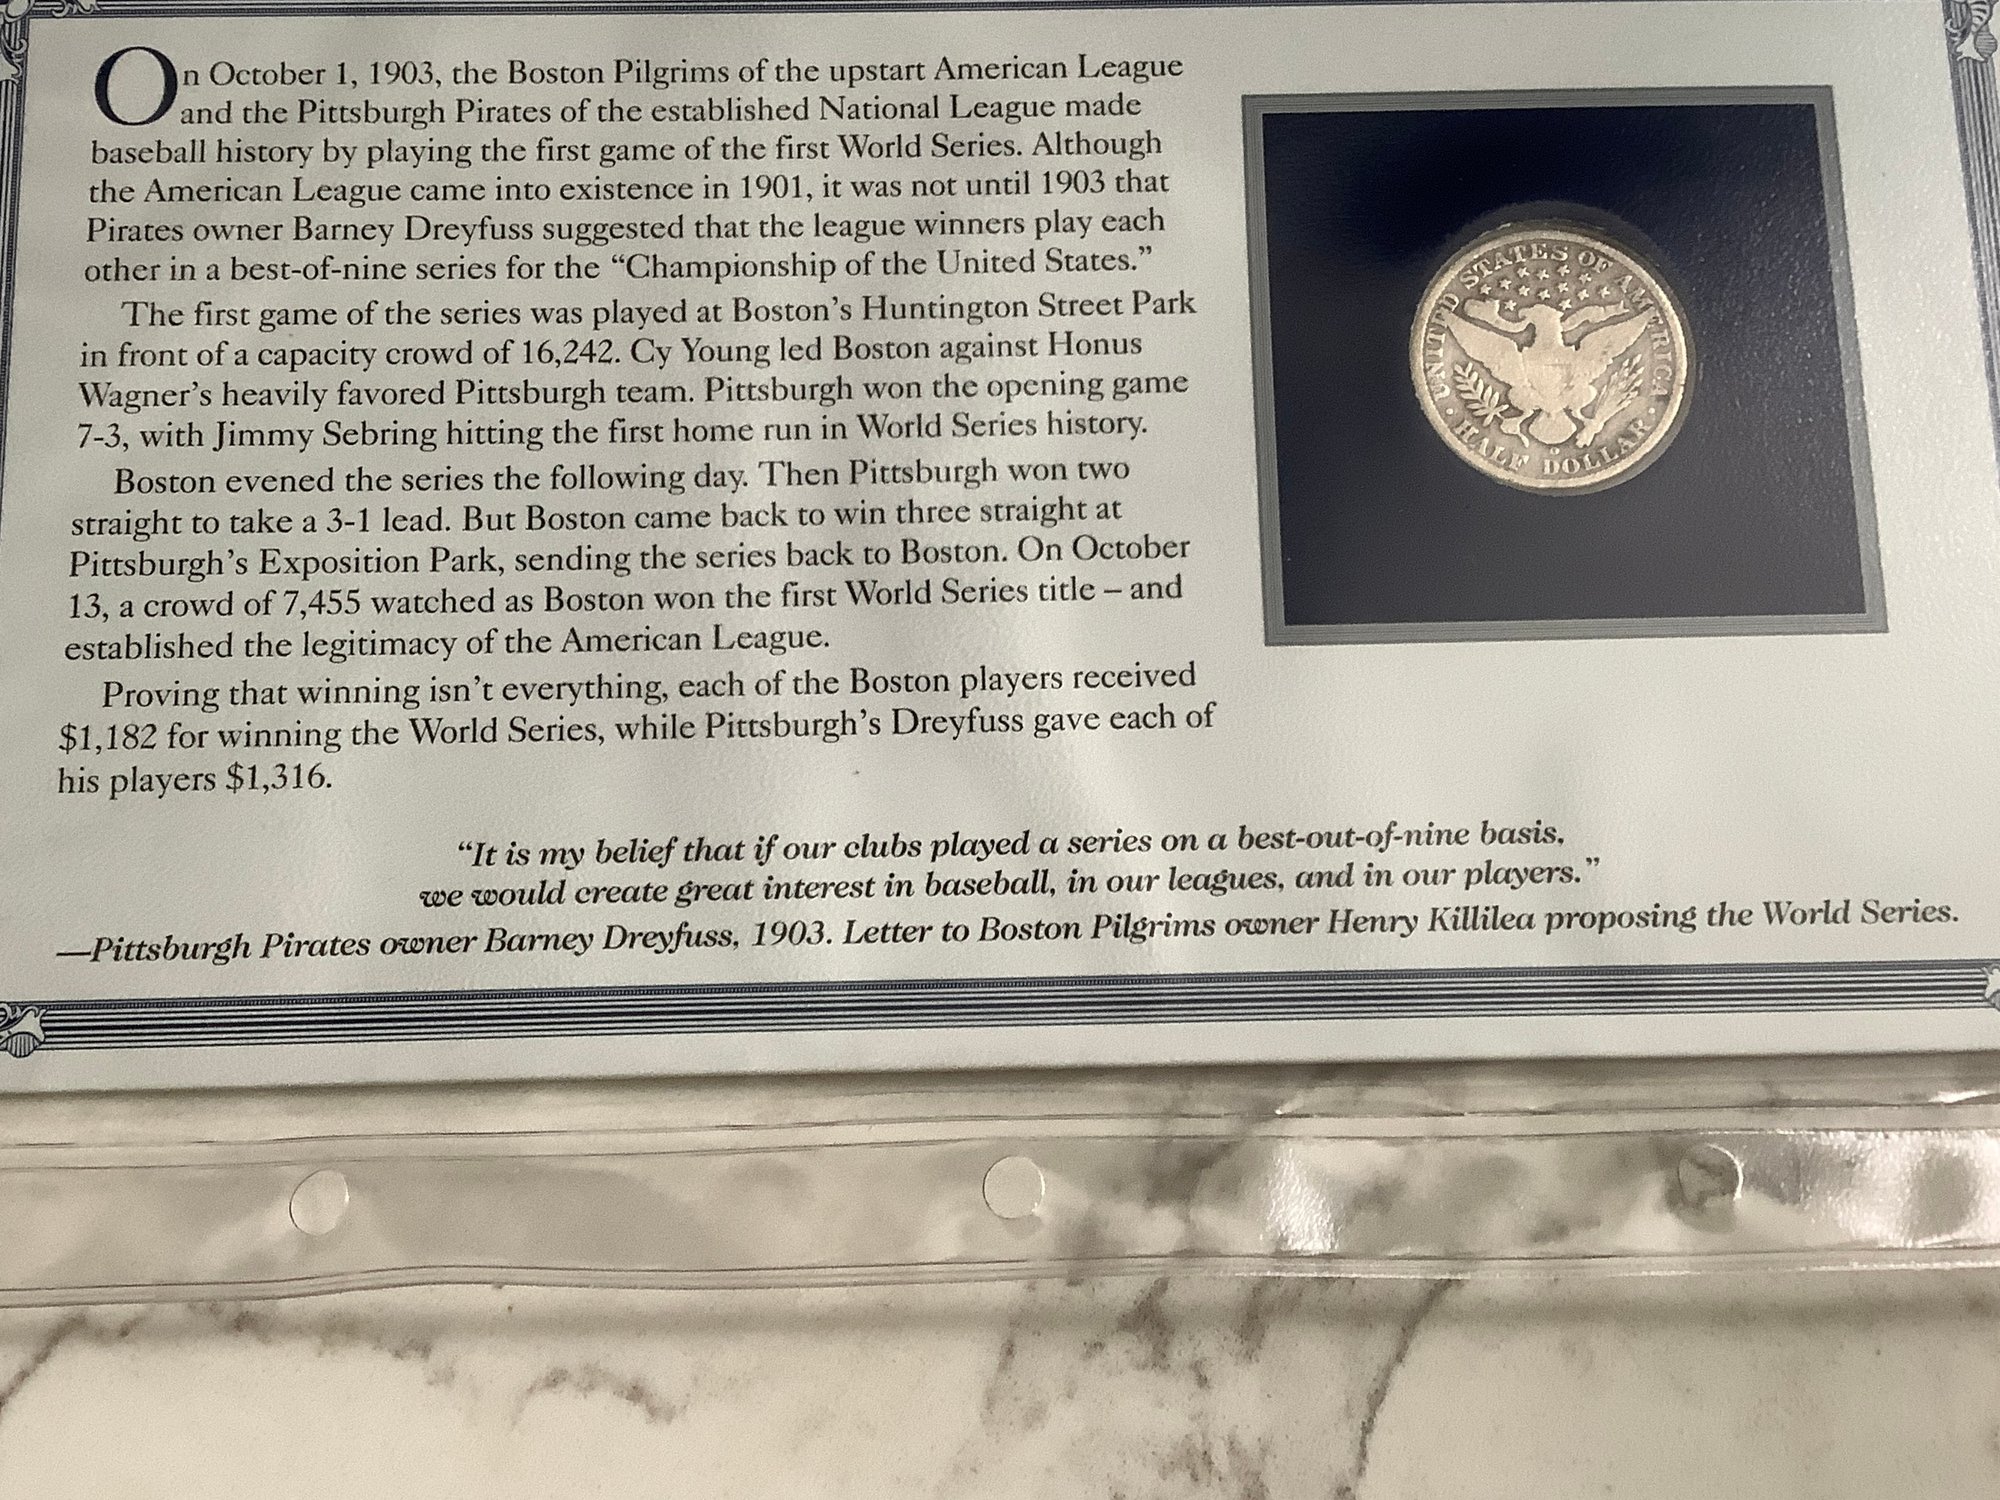 On October 1, 1903, the Boston Pilgrims of the upstart American League
and the Pittsburgh Pirates of the established National League made
baseball history by playing the first game of the first World Series. Although
the American League came into existence in 1901, it was not until 1903 that
Pirates owner Barney Dreyfuss suggested that the league winners play each
other in a best-of-nine series for the “Championship of the United States.”
The first game of the series was played at Boston’s Huntington Street Park
in front of a capacity crowd of 16,242. Cy Young led Boston against Honus
Wagner’s heavily favored Pittsburgh team. Pittsburgh won the opening game
7-3, with Jimmy Sebring hitting the first home run in World Series history.
Boston evened the series the following day. Then Pittsburgh won two
straight to take a 3-1 lead. But Boston came back to win three straight at
Pittsburgh’s Exposition Park, sending the series back to Boston. On October
13, a crowd of 7,455 watched as Boston won the first World Series title – and
established the legitimacy of the American League.
Proving that winning isn’t everything, each of the Boston players received
$1,182 for winning the World Series, while Pittsburgh’s Dreyfuss gave each of
his players $1,316.
“It is my belief that if our clubs played a series on a best-out-of-nine basis,
we would create great interest in baseball, in our leagues, and in our players.”
—Pittsburgh Pirates owner Barney Dreyfuss, 1903. Letter to Boston Pilgrims owner Henry Killilea proposing the World Series.
UNITED STATES OF AMERICA
HALF DOLLAR
O